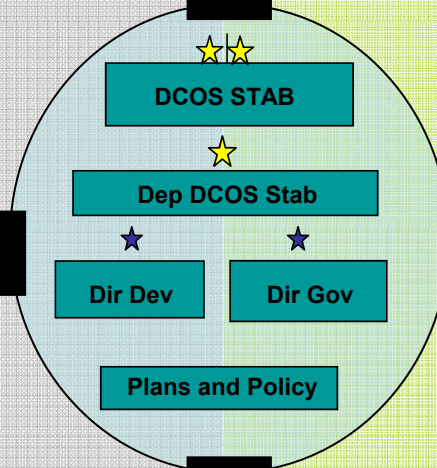 DCOS STAB
Dep DCOS Stab
Dir Dev
Dir Gov
Plans and Policy